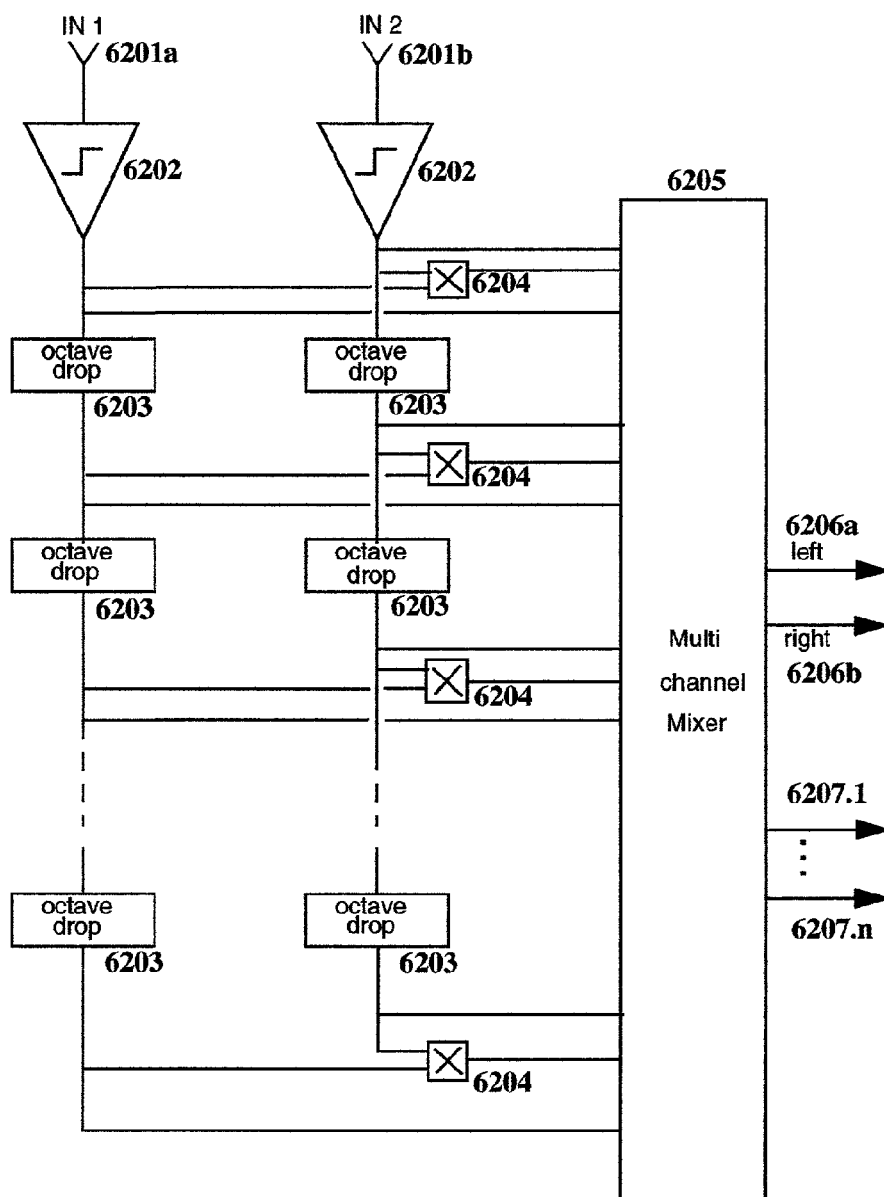 IN 1
6201a
IN 2
6201b
6202
6202
6205
6204
octave
drop
6203
octave
drop
6203
6204
octave
drop
6203
octave
drop
6203
6206a
left
Multi
channel
Mixer
right
6206b
6204
6207.1
6207.n
octave
drop
6203
octave
drop
6203
6204